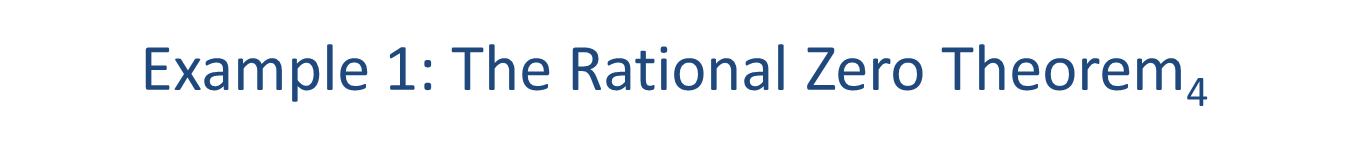 Example 1: The Rational Zero Theorem₄